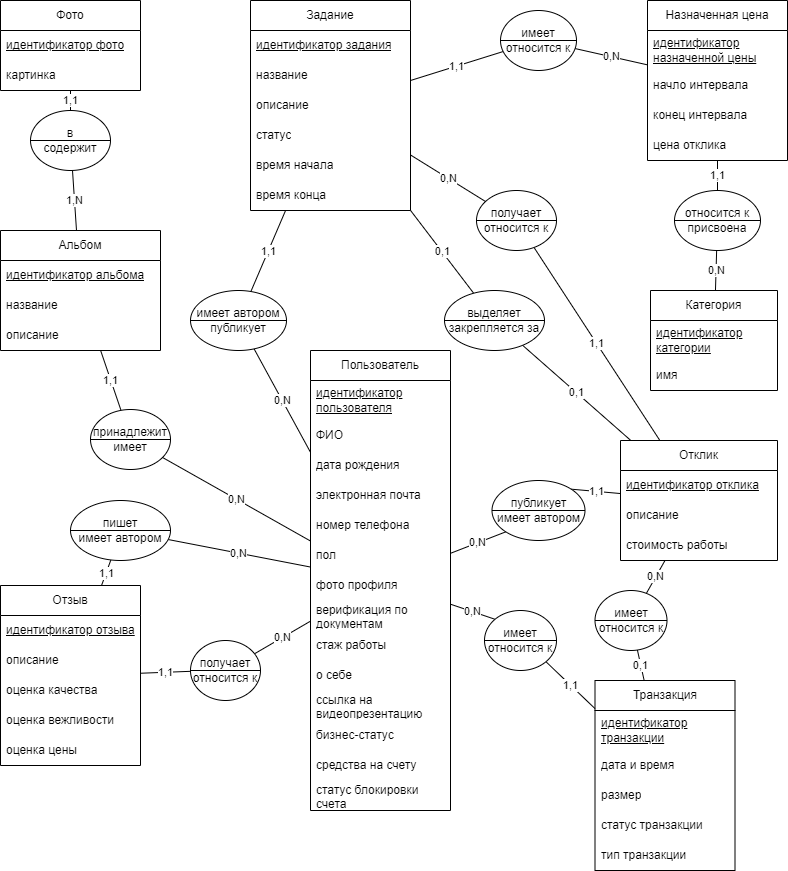 Фото
идентификатор фото
картинка
1,1
в
содержит
1,N
Альбом
идентификатор альбома
название
описание
1,1
принадлежит
имеет
0,N
Задание
идентификатор задания
название
описание
статус
время начала
время конца
1,1
имеет
относится к
0,N
Назначенная цена
идентификатор
назначенной цены
начло интервала
конец интервала
цена отклика
1,1
относится к
присвоена
0,N
Категория
идентификатор
категории
имя
0,N
получает
относится к
1,1
0,1
выделяет
закрепляется за
0,1
1,1
имеет автором
публикует
0,N
Пользователь
идентификатор
пользователя
ФИО
дата рождения
электронная почта
номер телефона
пол
фото профиля
верификация по
документам
стаж работы
о себе
ссылка на
видеопрезентацию
бизнес-статус
средства на счету
статус блокировки
счета
Отклик
идентификатор отклика
описание
стоимость работы
публикует
имеет автором
1,1
0,N
пишет
имеет автором
0,N
1,1
Отзыв
идентификатор отзыва
описание
оценка качества
оценка вежливости
оценка цены
1,1
получает
относится к
0,N
0,N
имеет
относится к
1,1
0,N
имеет
относится к
0,1
Транзакция
идентификатор
транзакции
дата и время
размер
статус транзакции
тип транзакции